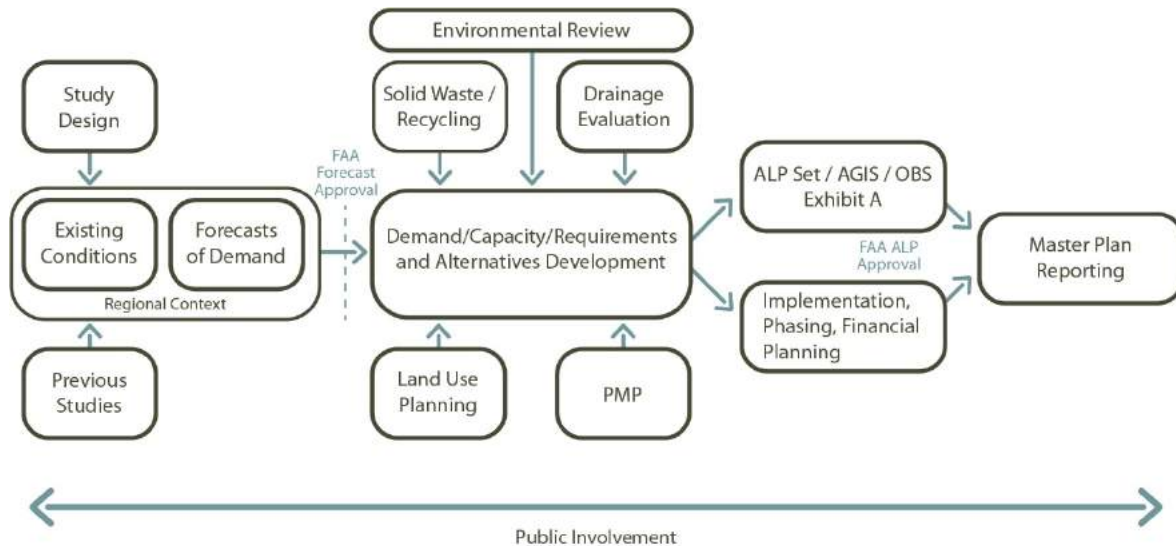 Environmental Review
Study
Design
Solid Waste /
Recycling
Drainage
Evaluation
FAA
Forecast
Approval
Existing
Conditions
Forecasts
of Demand
Regional Context
Demand/Capacity/Requirements
and Alternatives Development
ALP Set / AGIS / OBS
Exhibit A
FAA ALP
Approval
Master Plan
Reporting
Implementation,
Phasing, Financial
Planning
Previous
Studies
Land Use
Planning
PMP
Public Involvement